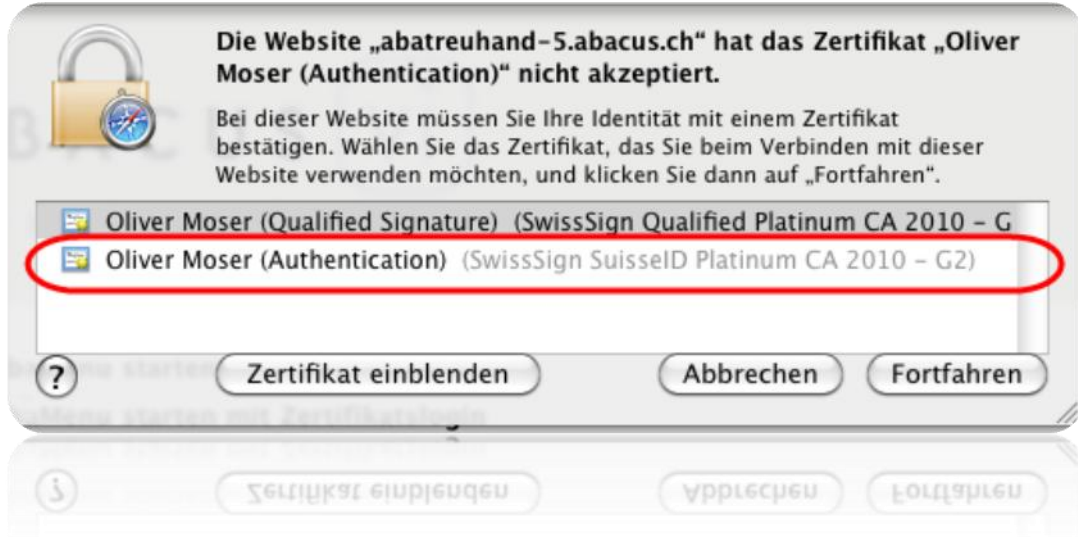 Die Website „abatreuhand-5.abacus.ch“ hat das Zertifikat „Oliver
Moser (Authentication)“ nicht akzeptiert.
Bei dieser Website müssen Sie Ihre Identität mit einem Zertifikat
bestätigen. Wählen Sie das Zertifikat, das Sie beim Verbinden mit dieser
Website verwenden möchten, und klicken Sie dann auf „Fortfahren“.
Oliver Moser (Qualified Signature) (SwissSign Qualified Platinum CA 2010 – G
Oliver Moser (Authentication) (SwissSign SuisseID Platinum CA 2010 – G2)
? Zertifikat einblenden Abbrechen Fortfahren
starten mit Zertifikatslogin